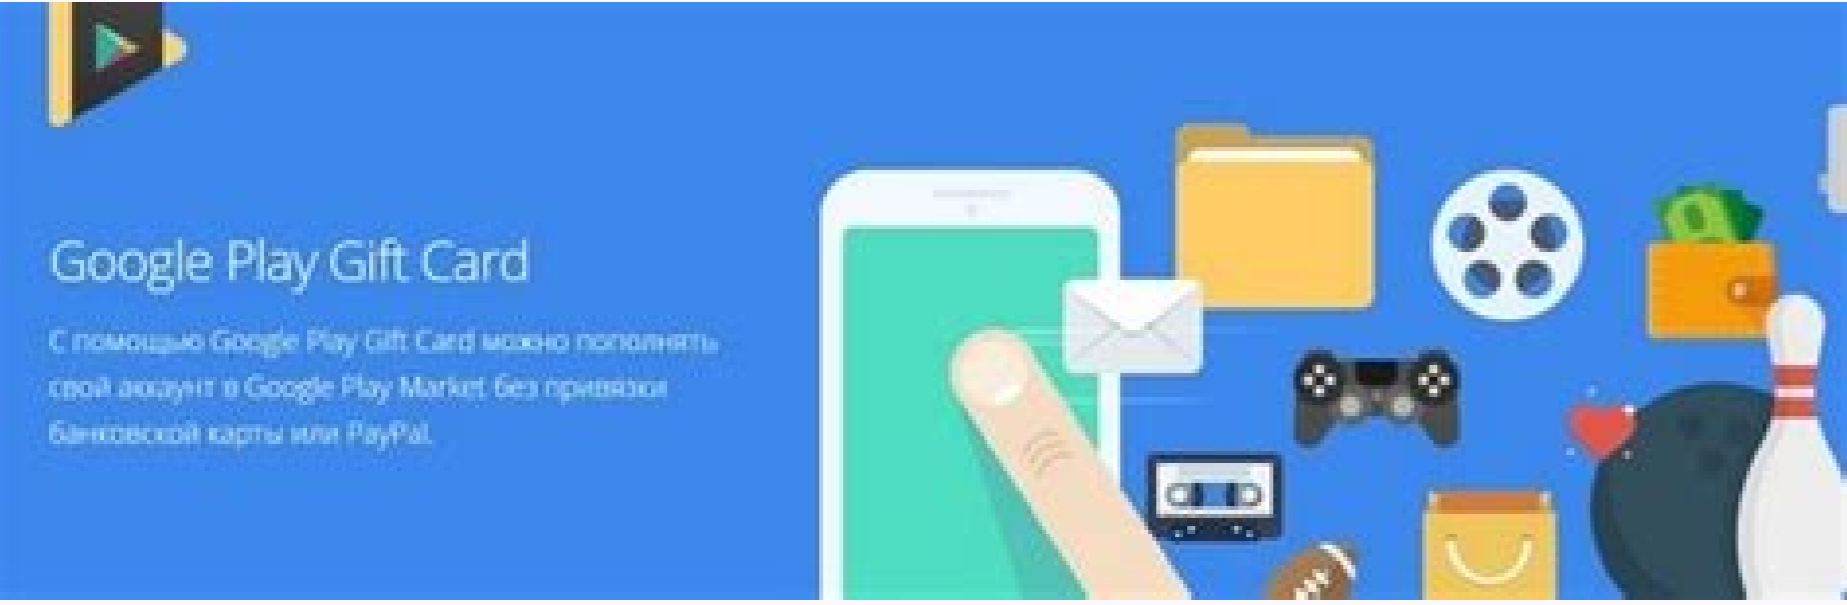 Google Play Gift Card
С помощью Google Play Gift Card можно пополнять
свой аккаунт в Google Play Market без привязки
банковской карты или PayPal.